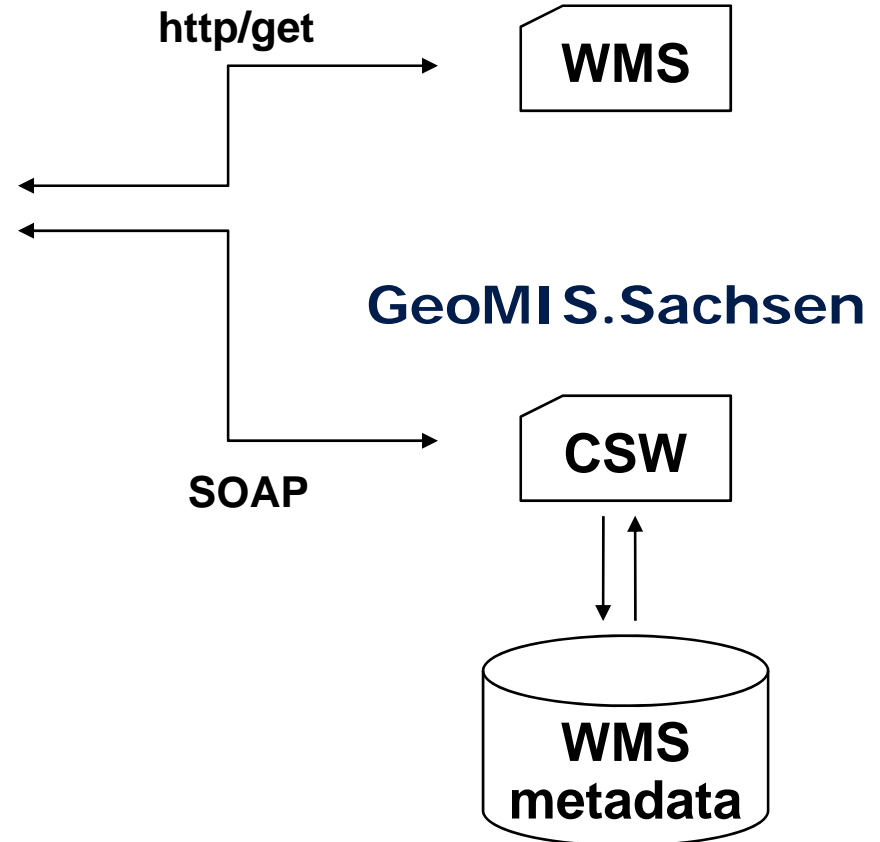 http/get
WMS
GeoMIS.Sachsen
CSW
SOAP
WMS
metadata